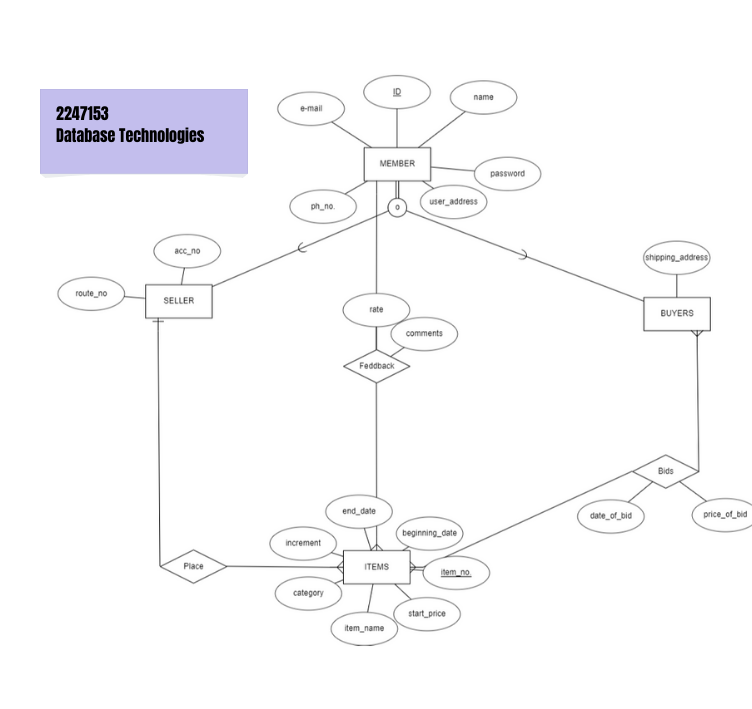 2247153
Database Technologies
ID
name
e-mail
MEMBER
password
ph_no.
o
user_address
acc_no
shipping_address
route_no
SELLER
rate
BUYERS
comments
Feddback
Bids
end_date
date_of_bid
price_of_bid
beginning_date
increment
Place
ITEMS
item_no.
category
start_price
item_name